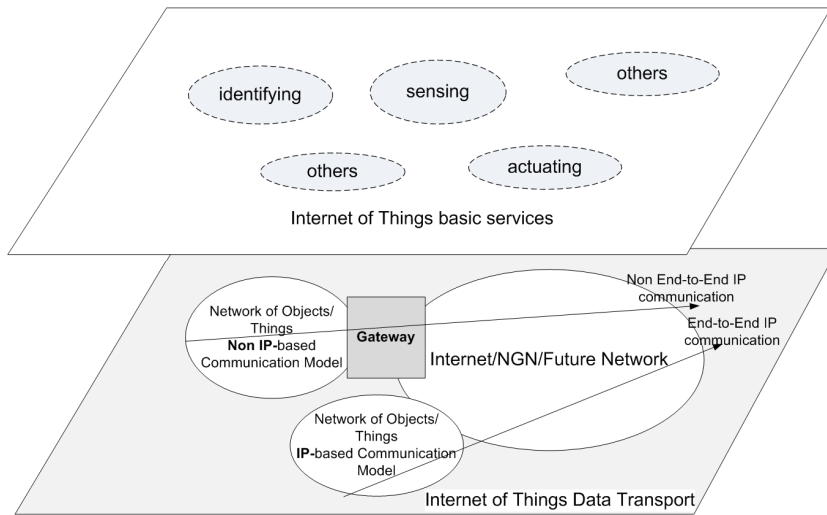 others
identifying
sensing
others
actuating
Internet of Things basic services
Non End-to-End IP
communication
Network of Objects/
Things
Non IP-based
Communication Model
Gateway
End-to-End IP
communication
Internet/NGN/Future Network
Network of Objects/
Things
IP-based Communication
Model
Internet of Things Data Transport